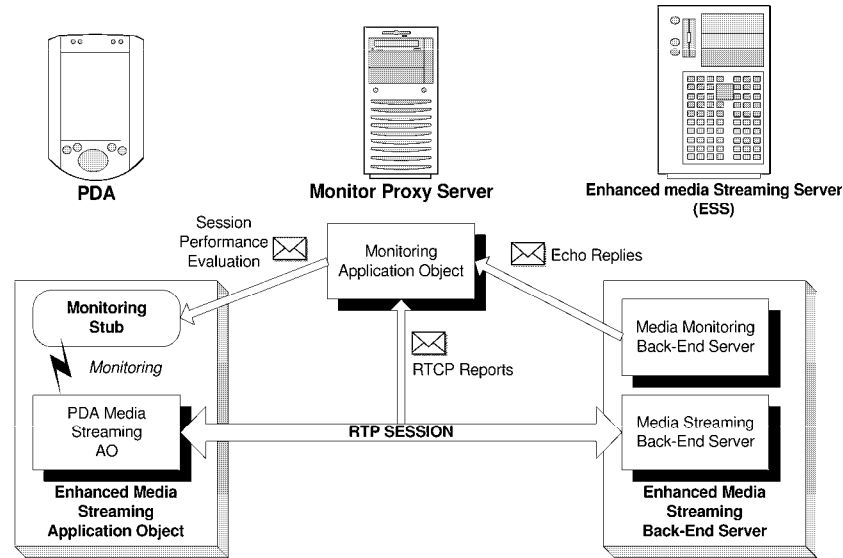 PDA
Monitor Proxy Server
Enhanced media Streaming Server
(ESS)
Session
Performance
Evaluation
Monitoring
Application Object
Echo Replies
Monitoring
Stub
Media Monitoring
Back-End Server
Monitoring
RTCP Reports
PDA Media
Streaming
AO
RTP SESSION
Media Streaming
Back-End Server
Enhanced Media
Streaming
Application Object
Enhanced Media
Streaming
Back-End Server